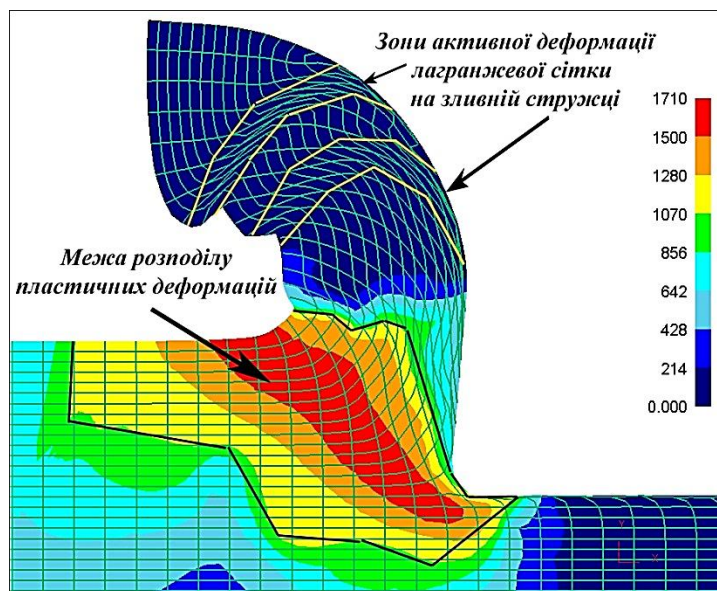 Зони активної деформації
лагранжевої сітки
на зливній стружці
Межа розподілу
пластичних деформацій
1710
1500
1280
1070
856
642
428
214
0.000
Y
X